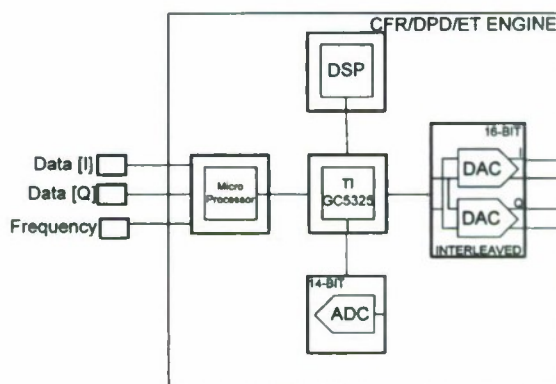 CFR/DPD/ET ENGINE
DSP
16-BIT
I
DAC
Data [I]
Data [Q]
Frequency
Micro
Processor
TI
GC5325
Q
DAC
INTERLEAVED
14-BIT
ADC